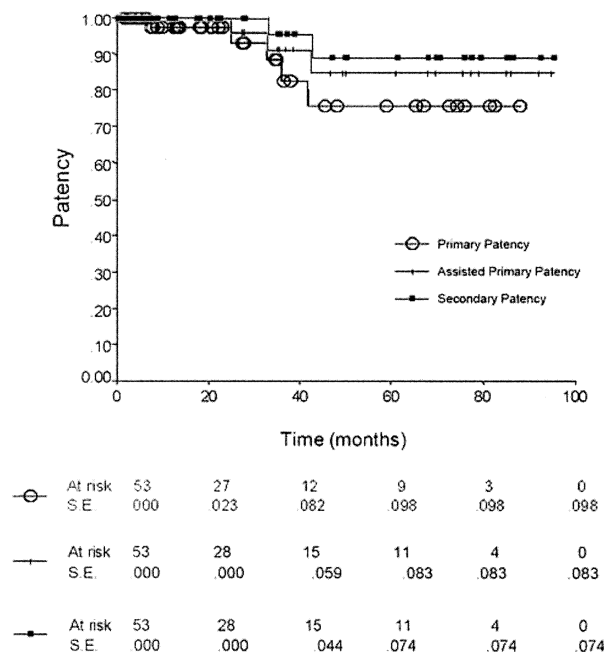 1.00
.90
.80
.70
.60
.50
.40
.30
.20
.10
0.00
Patency
Primary Patency
Assisted Primary Patency
Secondary Patency
0 20 40 60 80 100
Time (months)
At risk 53 27 12 9 3 0
S.E. .000 .023 .082 .098 .098 .098
At risk 53 28 15 11 4 0
S.E. .000 .000 .059 .083 .083 .083
At risk 53 28 15 11 4 0
S.E. .000 .000 .044 .074 .074 .074